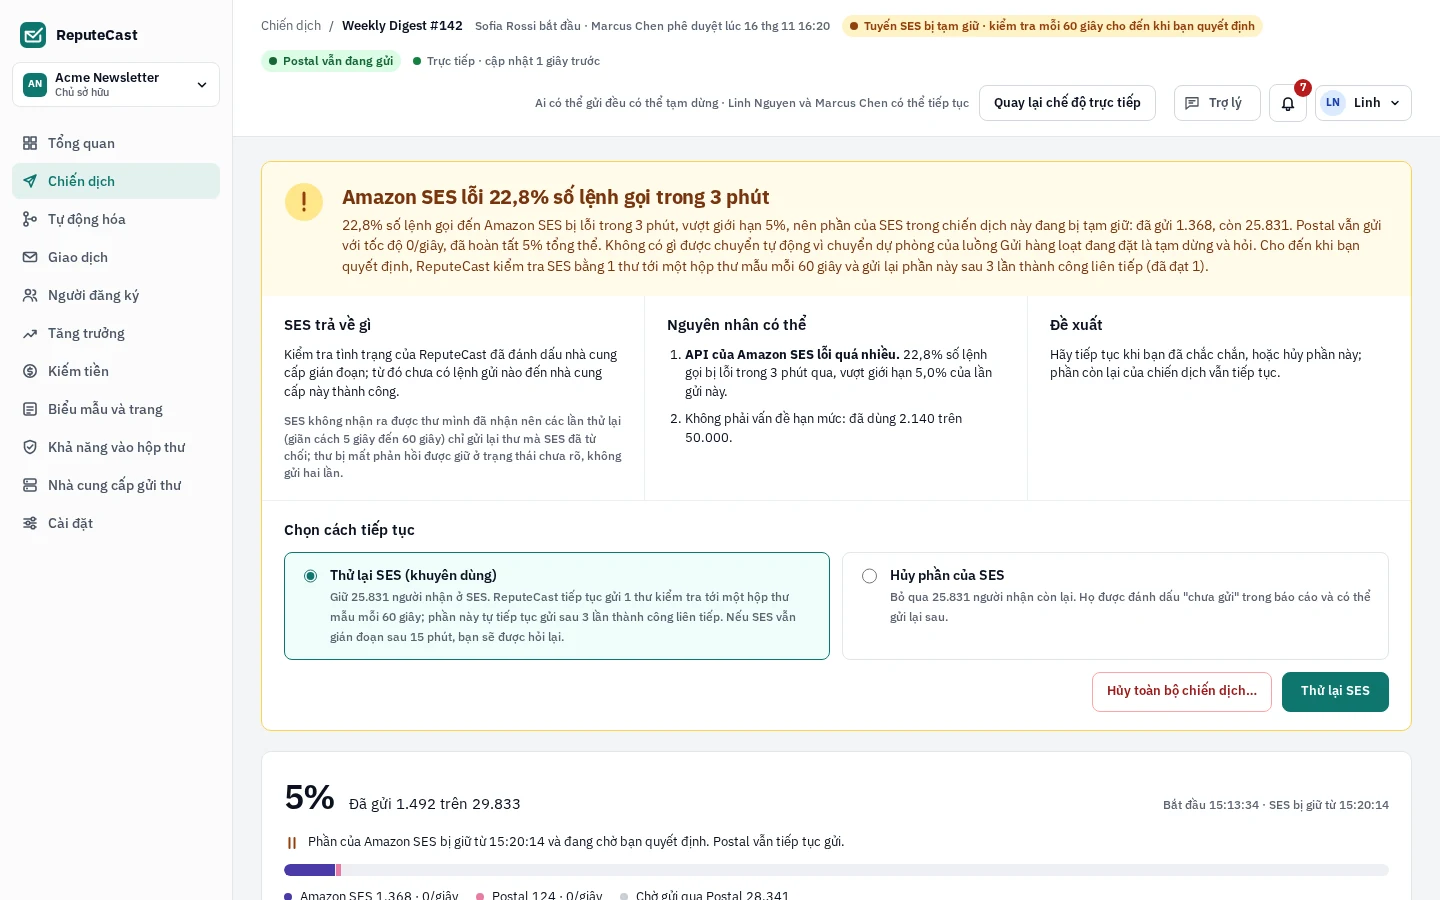 ReputeCast
AN
Acme Newsletter
Chủ sở hữu
Tổng quan
Chiến dịch
Tự động hóa
Giao dịch
Người đăng ký
Tăng trưởng
Kiếm tiền
Biểu mẫu và trang
Khả năng vào hộp thư
Nhà cung cấp gửi thư
Cài đặt
Chiến dịch / Weekly Digest #142 Sofia Rossi bắt đầu · Marcus Chen phê duyệt lúc 16 thg 11 16:20 Tuyến SES bị tạm giữ · kiểm tra mỗi 60 giây cho đến khi bạn quyết định
Postal vẫn đang gửi Trực tiếp · cập nhật 1 giây trước
Ai có thể gửi đều có thể tạm dừng · Linh Nguyen và Marcus Chen có thể tiếp tục Quay lại chế độ trực tiếp Trợ lý 7 LN Linh
Amazon SES lỗi 22,8% số lệnh gọi trong 3 phút
22,8% số lệnh gọi đến Amazon SES bị lỗi trong 3 phút, vượt giới hạn 5%, nên phần của SES trong chiến dịch này đang bị tạm giữ: đã gửi 1.368, còn 25.831. Postal vẫn gửi
với tốc độ 0/giây, đã hoàn tất 5% tổng thể. Không có gì được chuyển tự động vì chuyển dự phòng của luồng Gửi hàng loạt đang đặt là tạm dừng và hỏi. Cho đến khi bạn
quyết định, ReputeCast kiểm tra SES bằng 1 thư tới một hộp thư mẫu mỗi 60 giây và gửi lại phần này sau 3 lần thành công liên tiếp (đã đạt 1).
SES trả về gì
Kiểm tra tình trạng của ReputeCast đã đánh dấu nhà cung
cấp gián đoạn; từ đó chưa có lệnh gửi nào đến nhà cung
cấp này thành công.
SES không nhận ra được thư mình đã nhận nên các lần thử lại
(giãn cách 5 giây đến 60 giây) chỉ gửi lại thư mà SES đã từ
chối; thư bị mất phản hồi được giữ ở trạng thái chưa rõ, không
gửi hai lần.
Nguyên nhân có thể
1. API của Amazon SES lỗi quá nhiều. 22,8% số lệnh
gọi bị lỗi trong 3 phút qua, vượt giới hạn 5,0% của lần
gửi này.
2. Không phải vấn đề hạn mức: đã dùng 2.140 trên
50.000.
Đề xuất
Hãy tiếp tục khi bạn đã chắc chắn, hoặc hủy phần này;
phần còn lại của chiến dịch vẫn tiếp tục.
Chọn cách tiếp tục
Thử lại SES (khuyên dùng)
Giữ 25.831 người nhận ở SES. ReputeCast tiếp tục gửi 1 thư kiểm tra tới một hộp thư
mẫu mỗi 60 giây; phần này tự tiếp tục gửi sau 3 lần thành công liên tiếp. Nếu SES vẫn
gián đoạn sau 15 phút, bạn sẽ được hỏi lại.
Hủy phần của SES
Bỏ qua 25.831 người nhận còn lại. Họ được đánh dấu "chưa gửi" trong báo cáo và có thể
gửi lại sau.
Hủy toàn bộ chiến dịch... Thử lại SES
5% Đã gửi 1.492 trên 29.833 Bắt đầu 15:13:34 · SES bị giữ từ 15:20:14
Phần của Amazon SES bị giữ từ 15:20:14 và đang chờ bạn quyết định. Postal vẫn tiếp tục gửi.
Amazon SES 1.368 · 0/giây Postal 124 · 0/giây Chờ gửi qua Postal 28.341